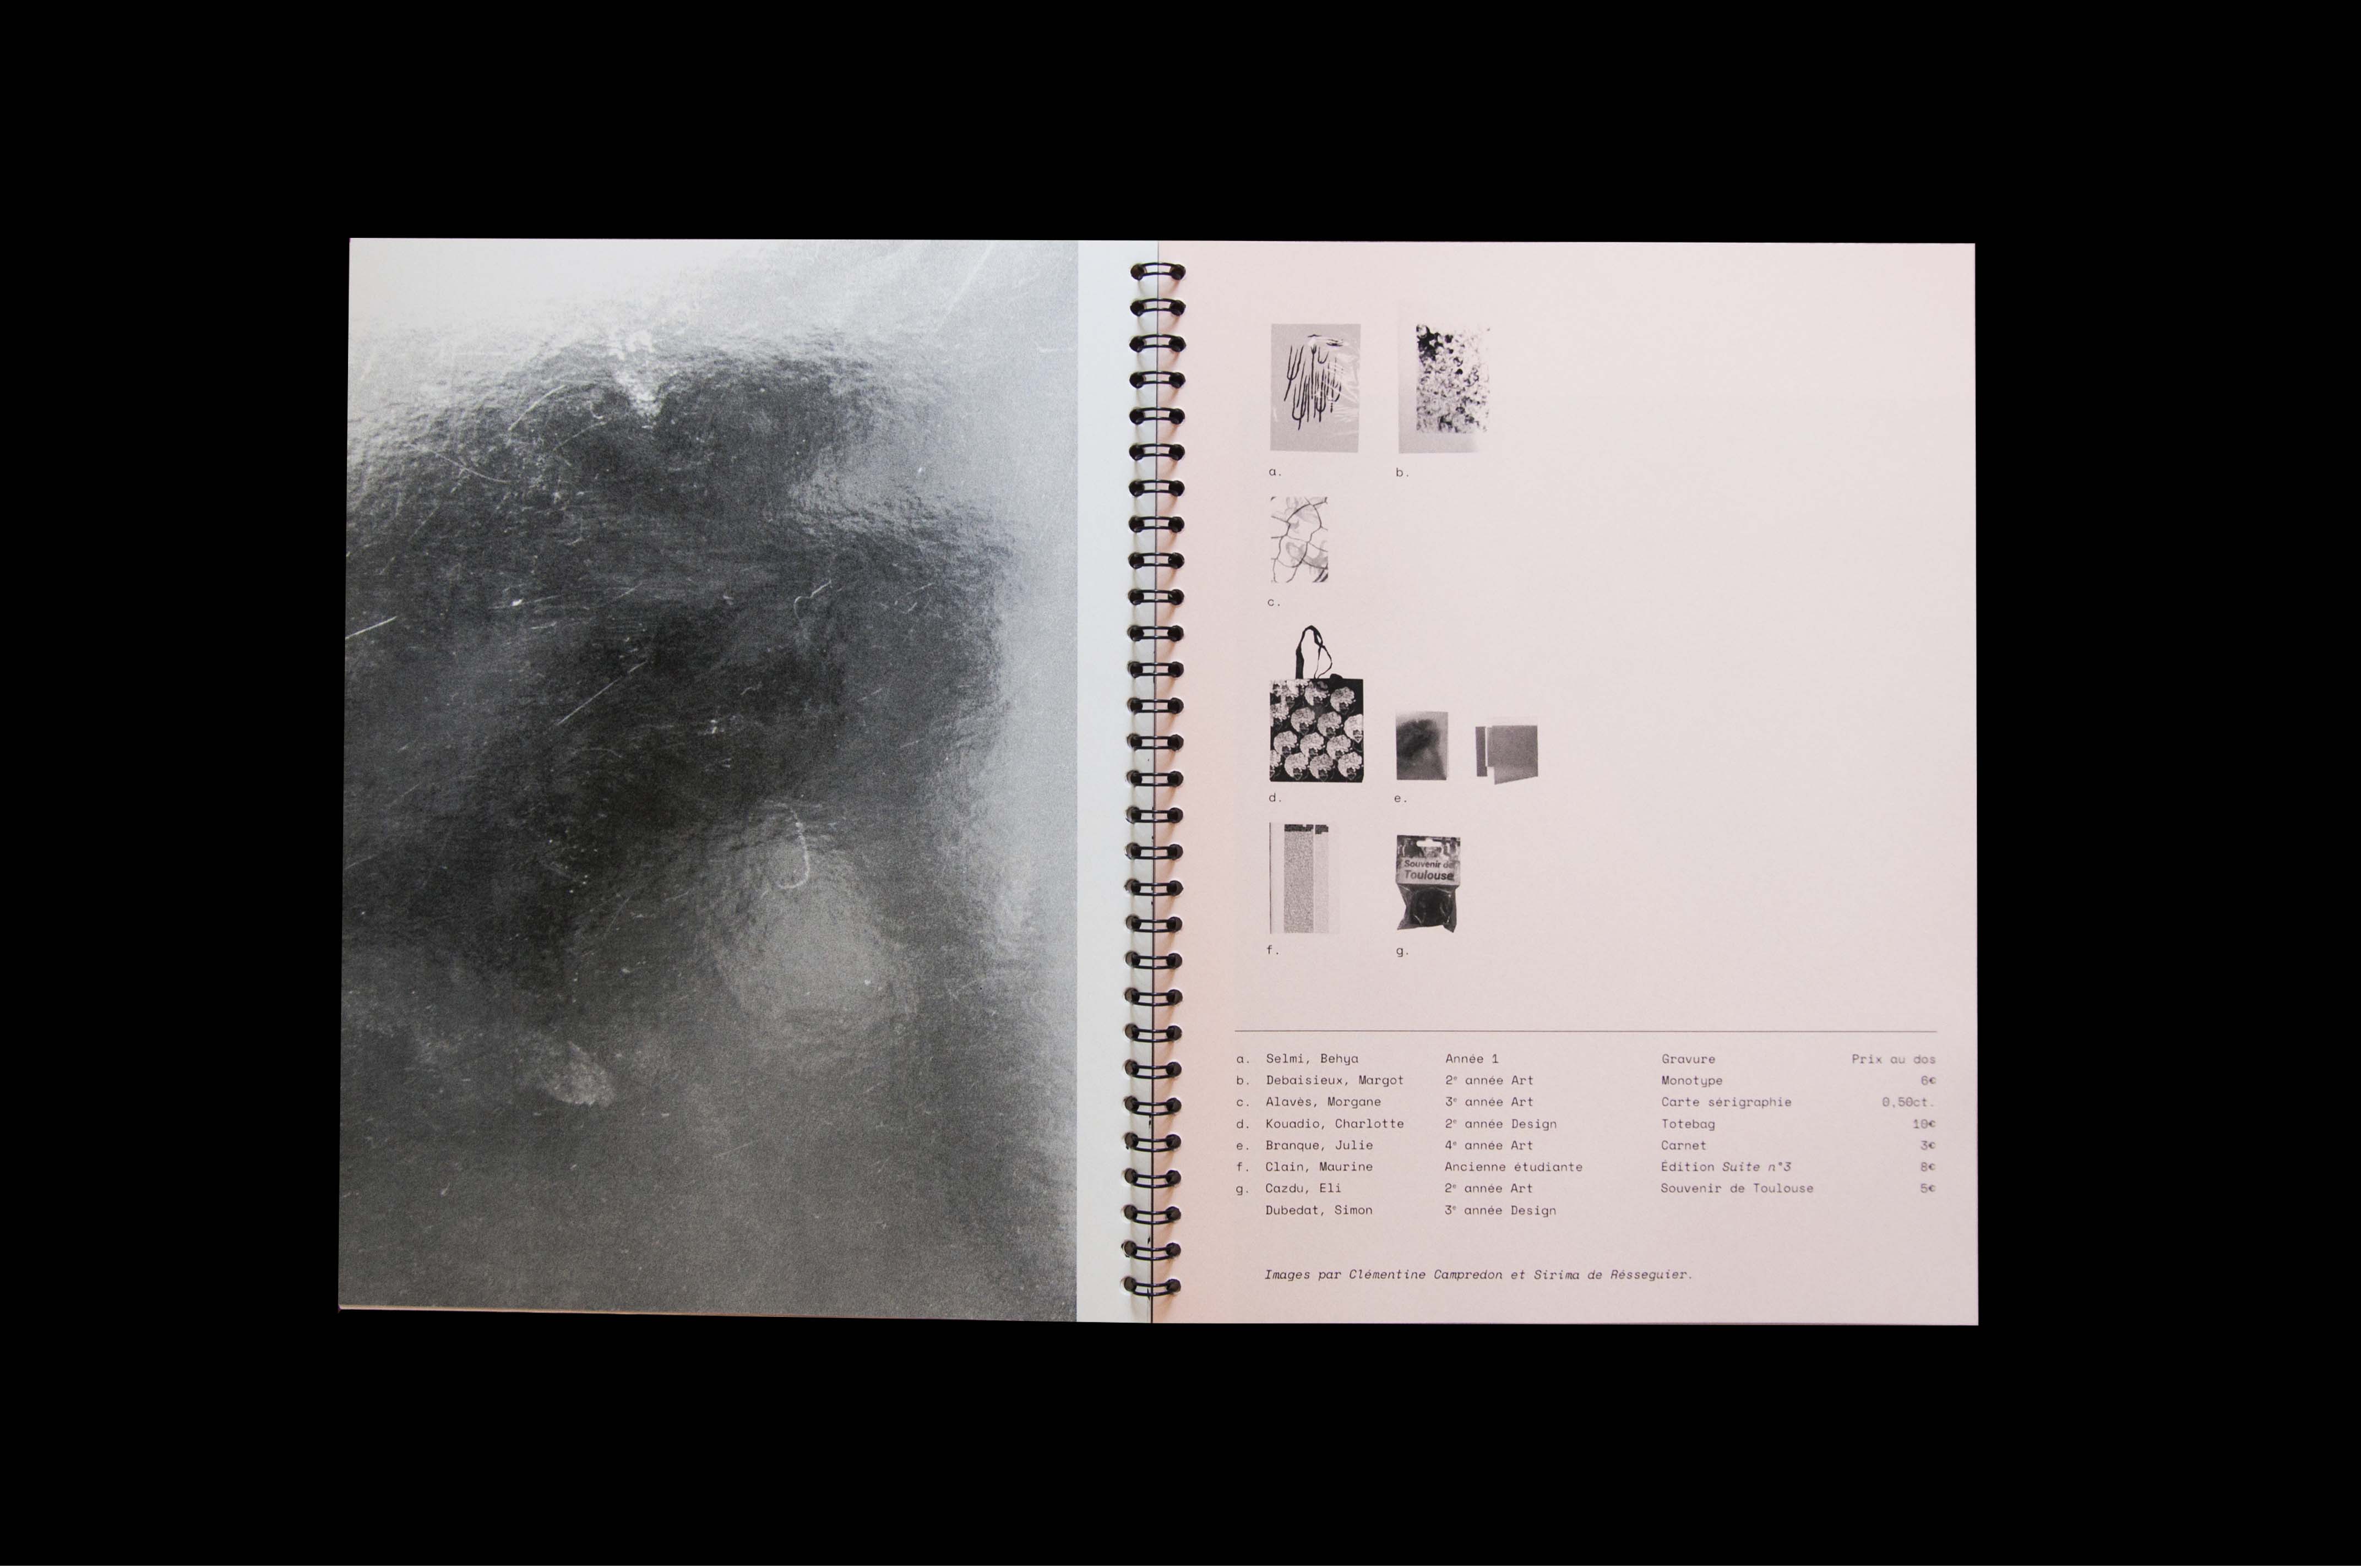 a. b.
c.
d. e.
Souvenir de
Toulouse
f. g.
a. Selmi, Behya Année 1 Gravure Prix au dos
b. Debaisieux, Margot 2e année Art Monotype 6€
c. Alavès, Morgane 3e année Art Carte sérigraphie 0,50ct.
d. Kouadio, Charlotte 2e année Design Totebag 10€
e. Branque, Julie 4e année Art Carnet 3€
f. Clain, Maurine Ancienne étudiante Édition Suite n°3 8€
g. Cazdu, Eli 2e année Art Souvenir de Toulouse 5€
Dubedat, Simon 3e année Design
Images par Clémentine Campredon et Sirima de Résseguier.